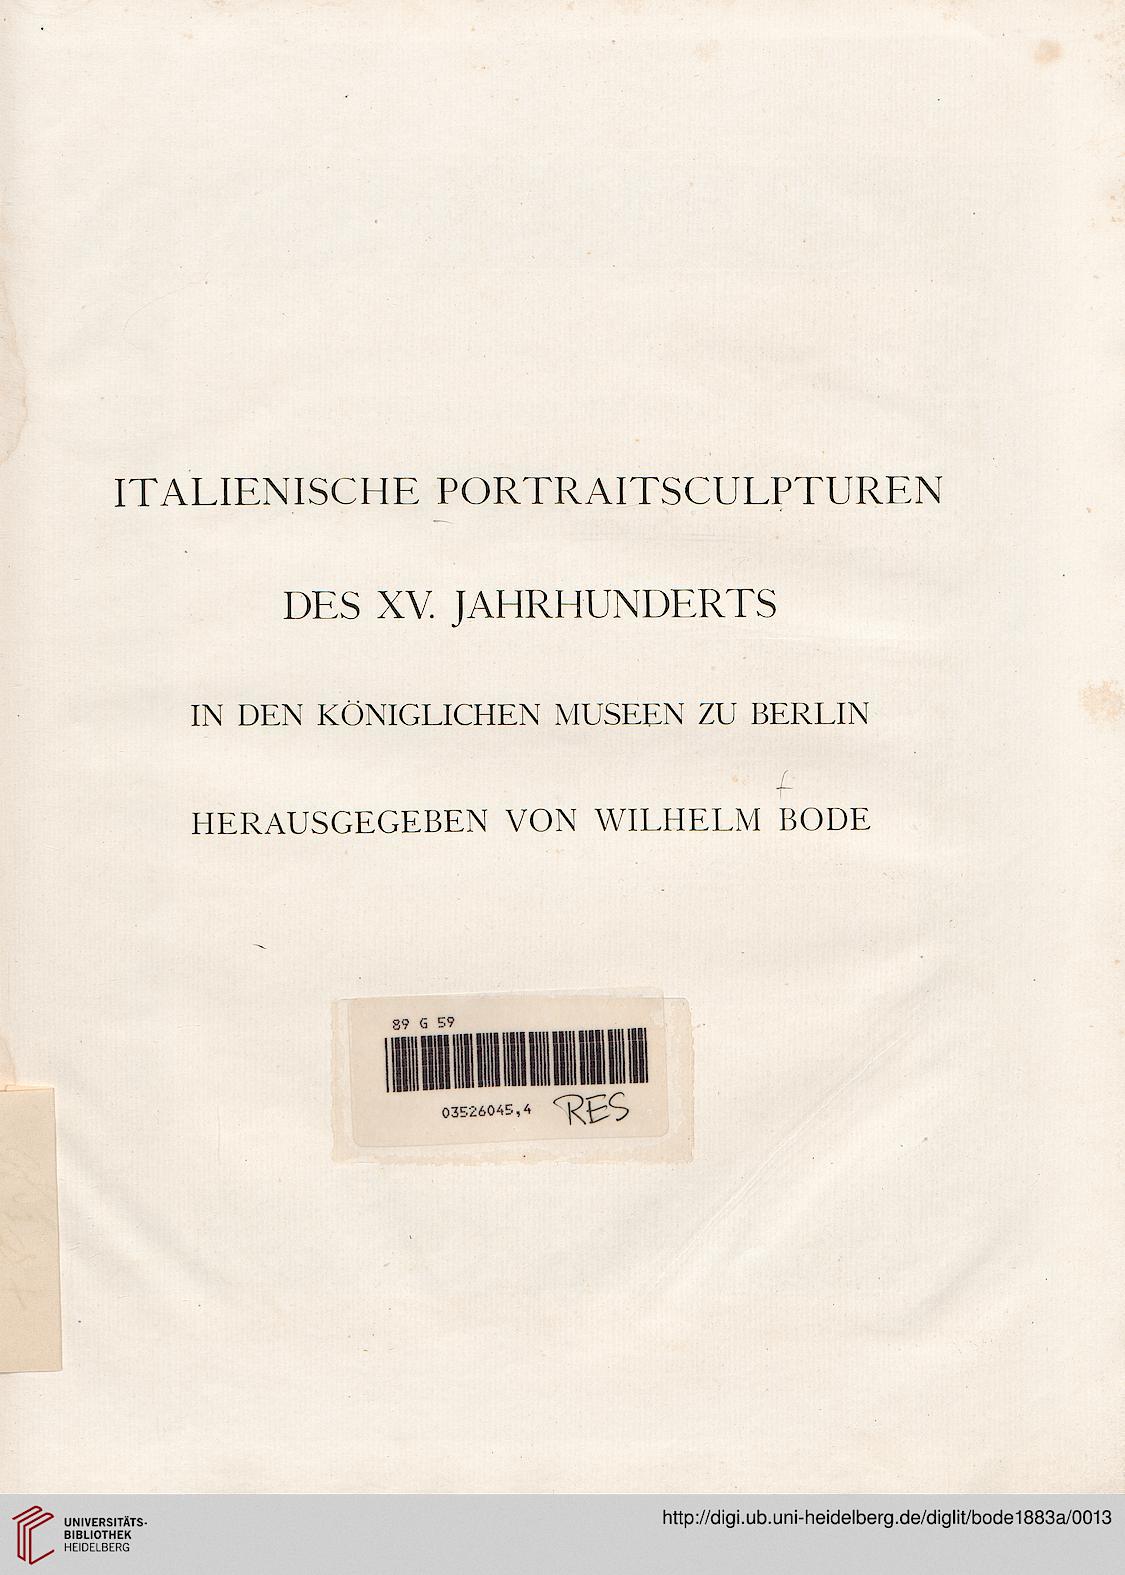 ITALIENISCHE PORTRAITSCULPTUREN
DES XV. JAHRHUNDERTS
IN DEN KÖNIGLICHEN MUSEEN ZU BERLIN
f
HERAUSGEGEBEN VON WILHELM BODE
89 G 59
03526045,4 RES
UNIVERSITÄTS-
BIBLIOTHEK
HEIDELBERG
http://digi.ub.uni-heidelberg.de/diglit/bode1883a/0013